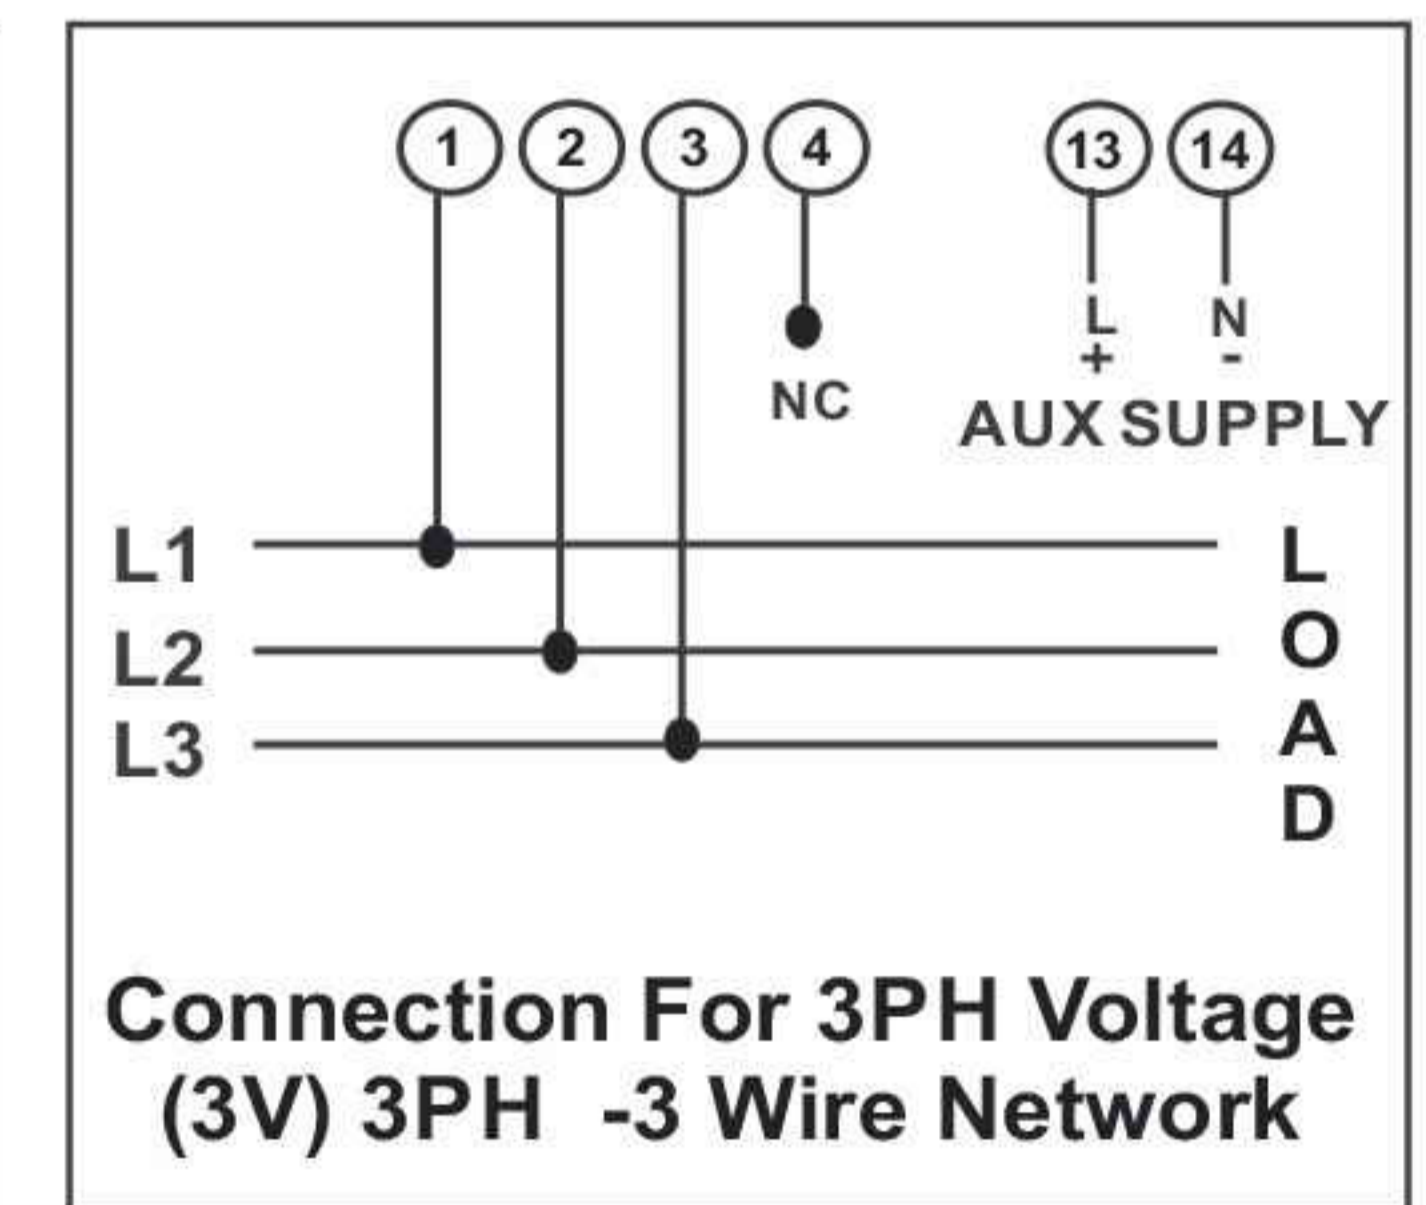 1 2 3 4 13 14
L N
+ -
NC
AUX SUPPLY
L1
L2
L3
LOAD
Connection For 3PH Voltage
(3V) 3PH -3 Wire Network